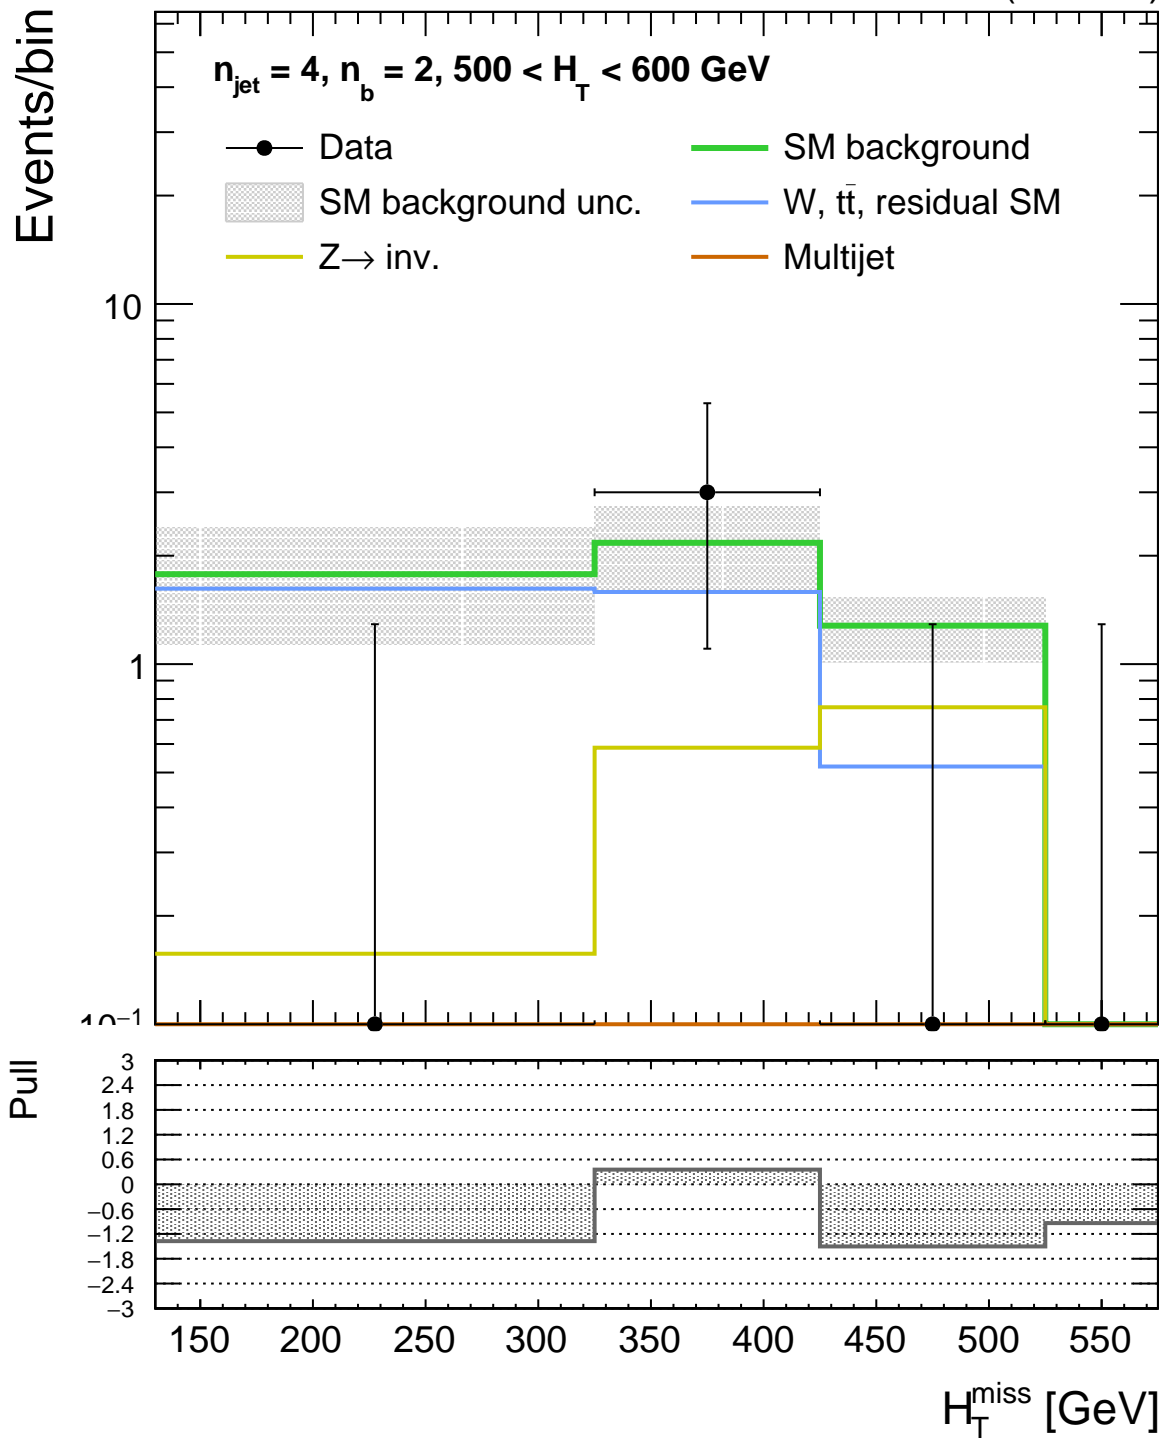 Events/bin
n_jet = 4, n_b = 2, 500 < H_T < 600 GeV
Data
SM background
SM background unc.
W, tt̄, residual SM
Z→ inv.
Multijet
10
1
10⁻¹
Pull
3
2.4
1.8
1.2
0.6
0
−0.6
−1.2
−1.8
−2.4
−3
150 200 250 300 350 400 450 500 550
H_T^miss [GeV]